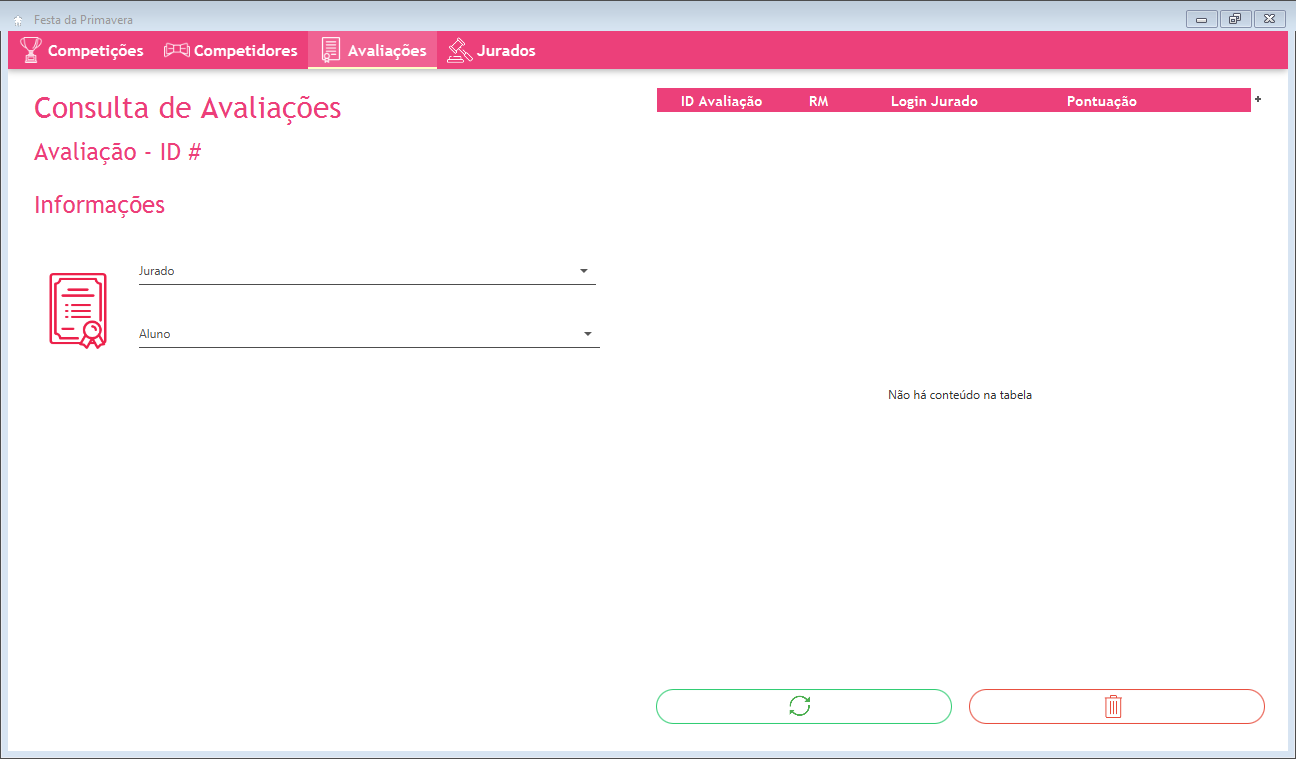 Festa da Primavera
Competições Competidores Avaliações Jurados
Consulta de Avaliações
Avaliação - ID #
Informações
Jurado
Aluno
ID Avaliação RM Login Jurado Pontuação +
Não há conteúdo na tabela